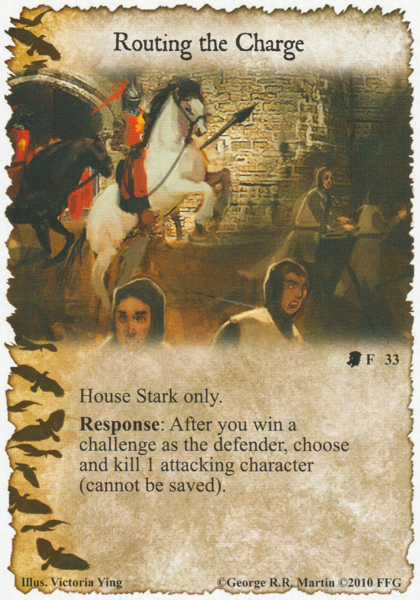 Routing the Charge
F 33
House Stark only.
Response: After you win a
challenge as the defender, choose
and kill 1 attacking character
(cannot be saved).
Illus. Victoria Ying
©George R.R. Martin ©2010 FFG